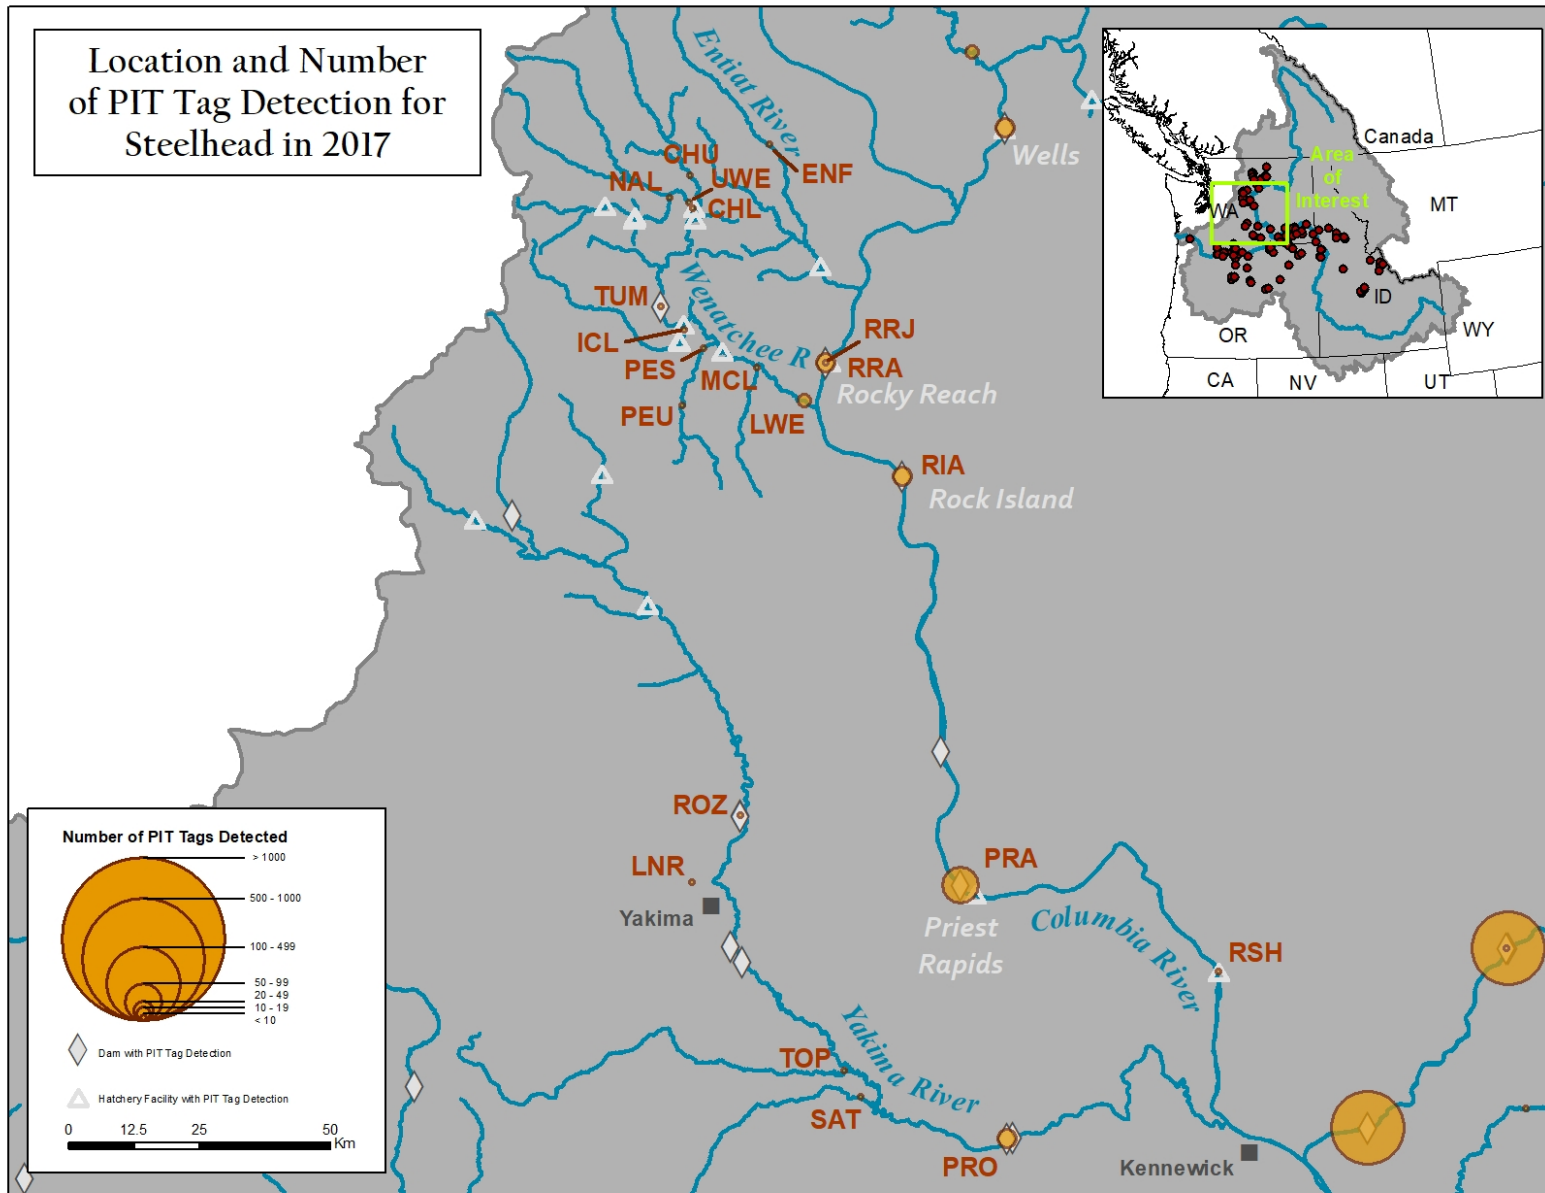 Location and Number
of PIT Tag Detection for
Steelhead in 2017
Entiat River
CHU
NAL
UWE
CHL
ENF
Wells
Canada
Area
of
Interest
WA
MT
ID
OR
WY
CA
NV
UT
Wenatchee R
TUM
ICL
PES
MCL
PEU
LWE
RRJ
RRA
Rocky Reach
RIA
Rock Island
ROZ
LNR
Yakima
PRA
Priest
Rapids
Columbia River
RSH
TOP
Yakima River
SAT
PRO
Kennewick
Number of PIT Tags Detected
> 1000
500 - 1000
100 - 499
50 - 99
20 - 49
10 - 19
< 10
Dam with PIT Tag Detection
Hatchery Facility with PIT Tag Detection
0 12.5 25 50
Km